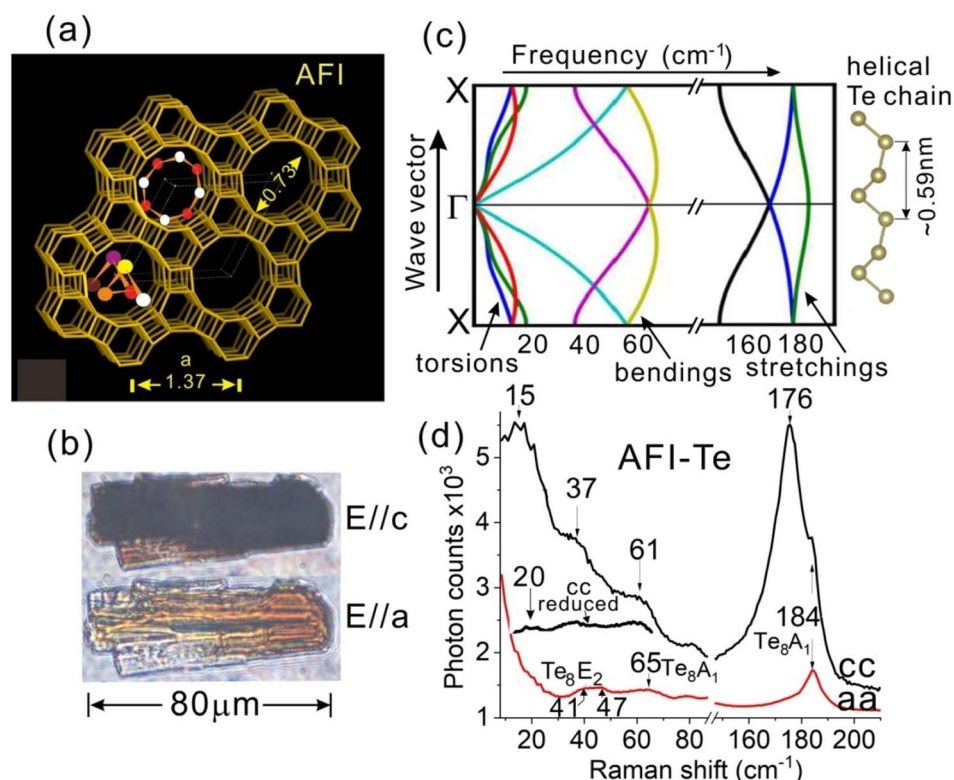 (a)
AFI
0.73
a
1.37
(b)
E//c
E//a
80μm
(c)
Frequency (cm⁻¹)
X
Γ
X
Wave vector
20 40 60 160 180
torsions
bendings
stretchings
helical
Te chain
~0.59nm
(d)
AFI-Te
Photon counts x10³
5
4
3
2
1
15
37
61
176
20
cc
reduced
184
Te₈A₁
cc
aa
Te₈E₂
65 Te₈A₁
41 47
0 20 40 60 80 160 180 200
Raman shift (cm⁻¹)